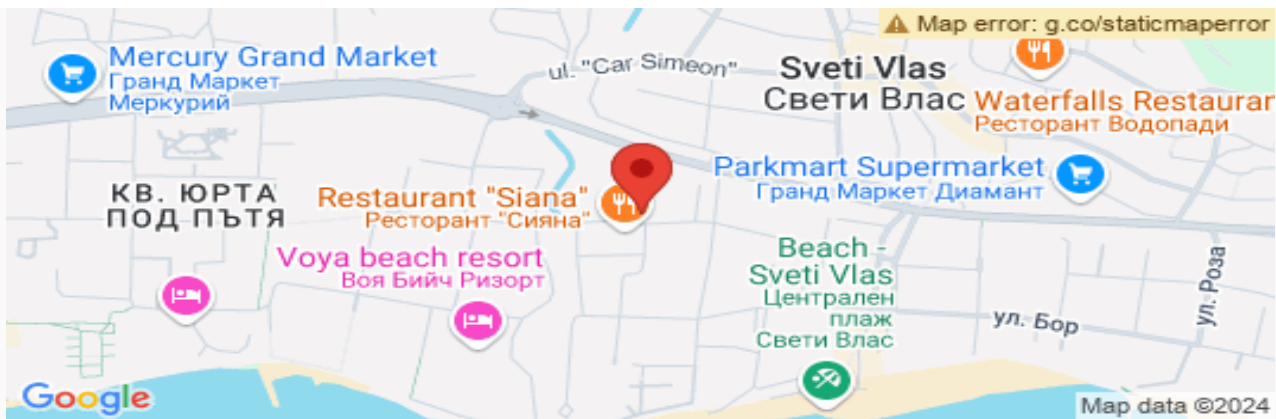 Map error: g.co/staticmaperror
Mercury Grand Market
Гранд Маркет
Меркурий
ul. "Car Simeon"
Sveti Vlas
Свети Влас
Waterfalls Restauran
Ресторант Водопади
Parkmart Supermarket
Гранд Маркет Диамант
КВ. ЮРТА
ПОД ПЪТЯ
Restaurant "Siana"
Ресторант "Сияна"
Voya beach resort
Воя Бийч Ризорт
Beach -
Sveti Vlas
Централен
плаж
Свети Влас
ул. Роза
ул. Бор
Google
Map data ©2024